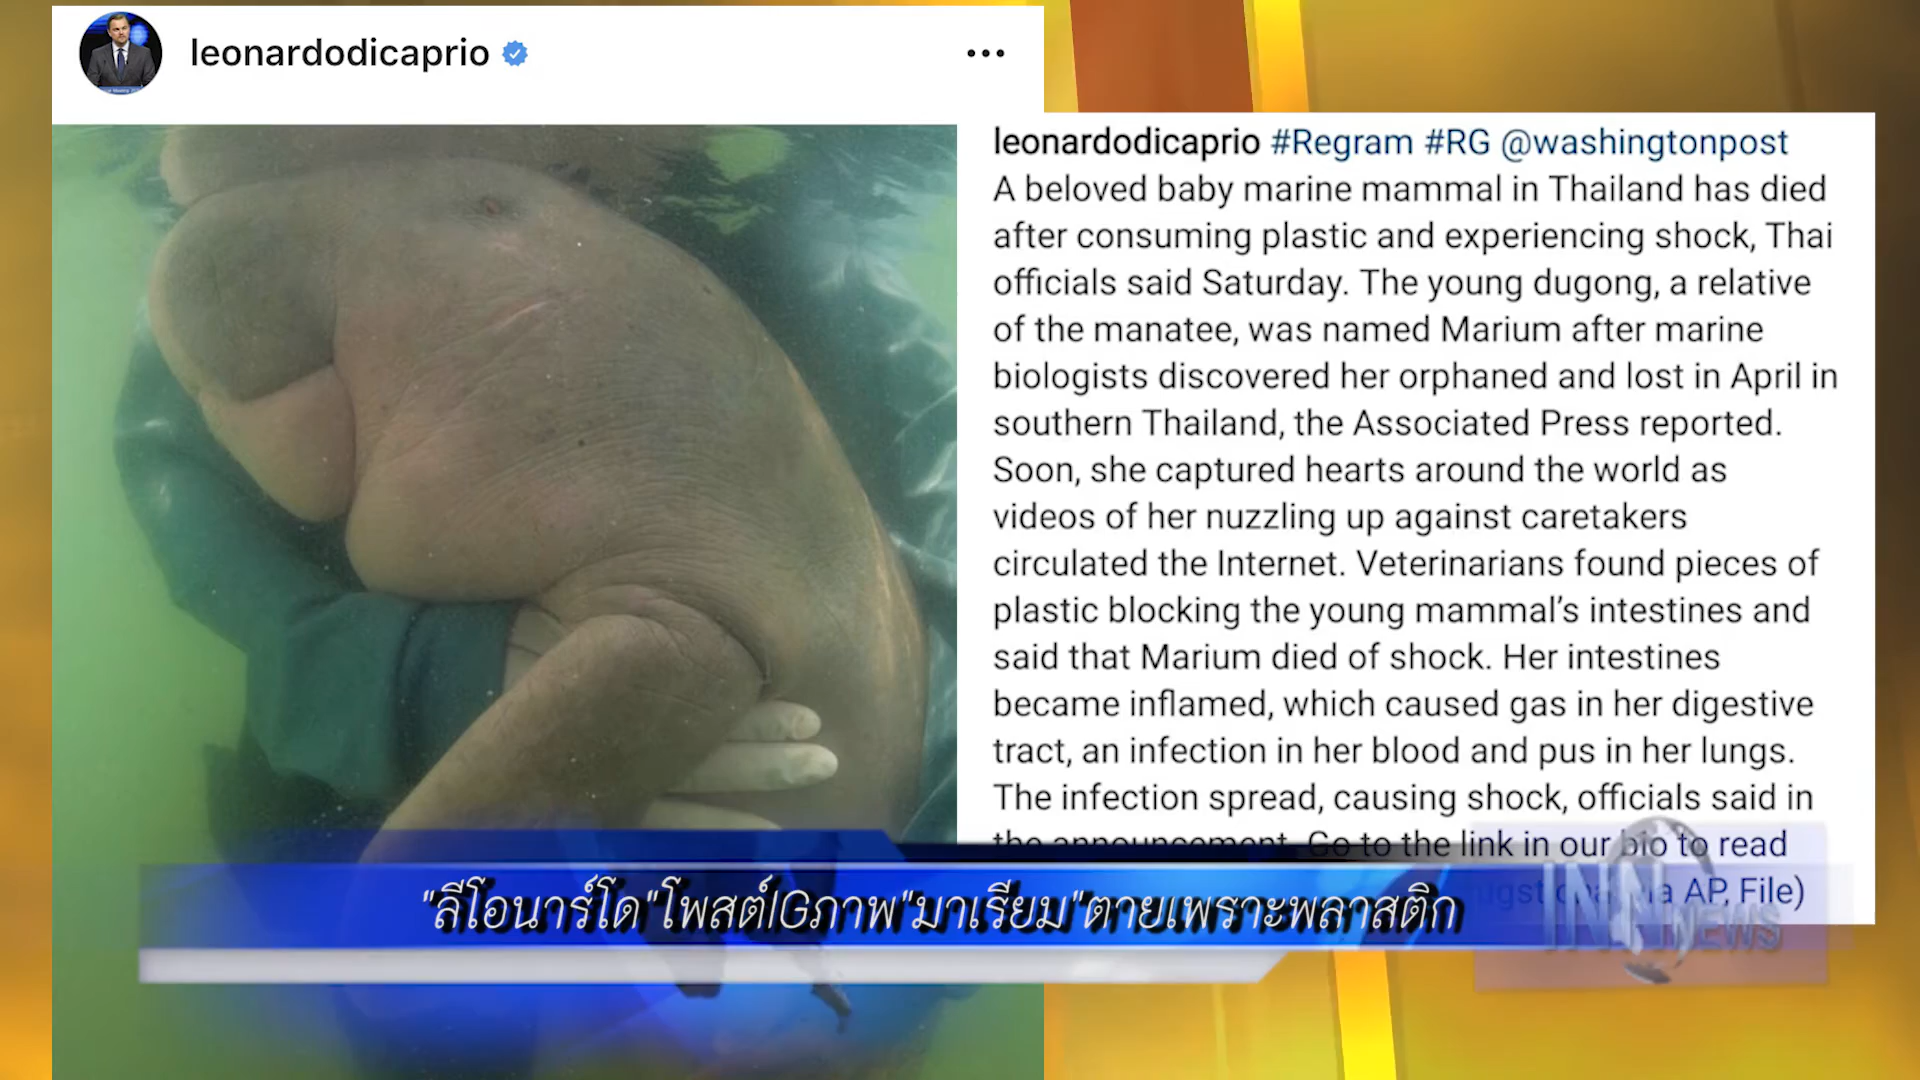 leonardodicaprio
leonardodicaprio #Regram #RG @washingtonpost
A beloved baby marine mammal in Thailand has died
after consuming plastic and experiencing shock, Thai
officials said Saturday. The young dugong, a relative
of the manatee, was named Marium after marine
biologists discovered her orphaned and lost in April in
southern Thailand, the Associated Press reported.
Soon, she captured hearts around the world as
videos of her nuzzling up against caretakers
circulated the Internet. Veterinarians found pieces of
plastic blocking the young mammal’s intestines and
said that Marium died of shock. Her intestines
became inflamed, which caused gas in her digestive
tract, an infection in her blood and pus in her lungs.
The infection spread, causing shock, officials said in
the announcement. Go to the link in our bio to read
AP, File)
"ลีโอนาร์โด"โพสต์IGภาพ"มาเรียม"ตายเพราะพลาสติก
INN NEWS